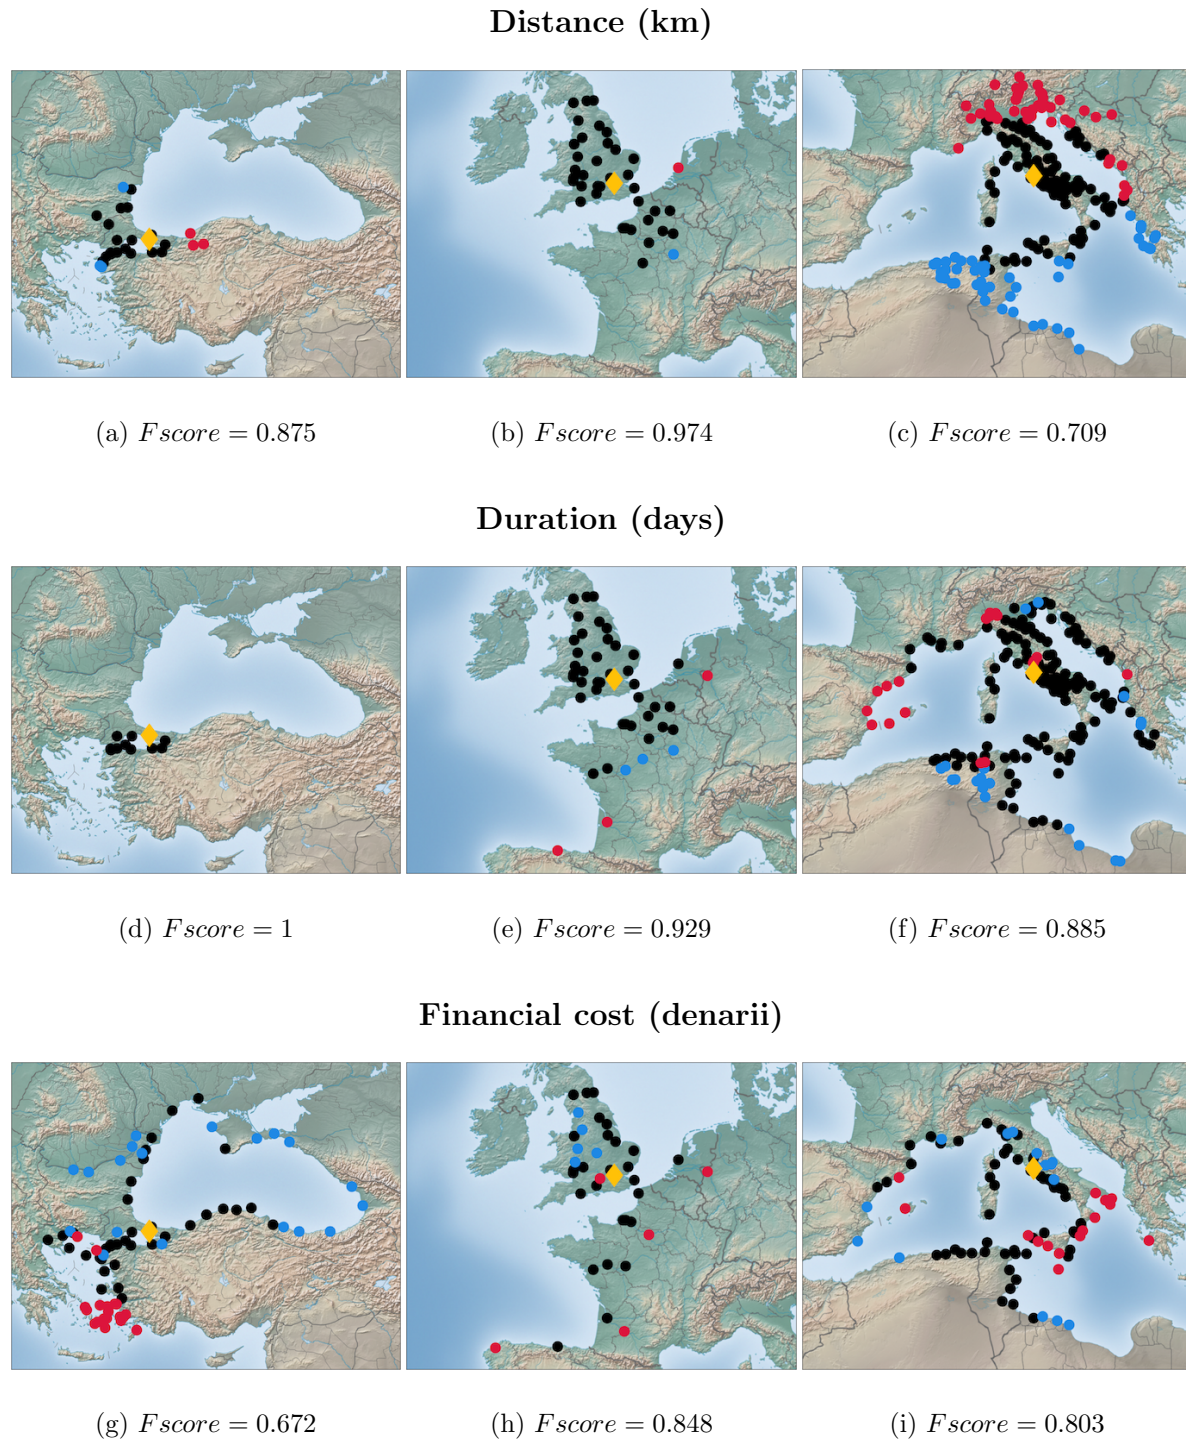 Distance (km)
(a) Fscore = 0.875
(b) Fscore = 0.974
(c) Fscore = 0.709
Duration (days)
(d) Fscore = 1
(e) Fscore = 0.929
(f) Fscore = 0.885
Financial cost (denarii)
(g) Fscore = 0.672
(h) Fscore = 0.848
(i) Fscore = 0.803